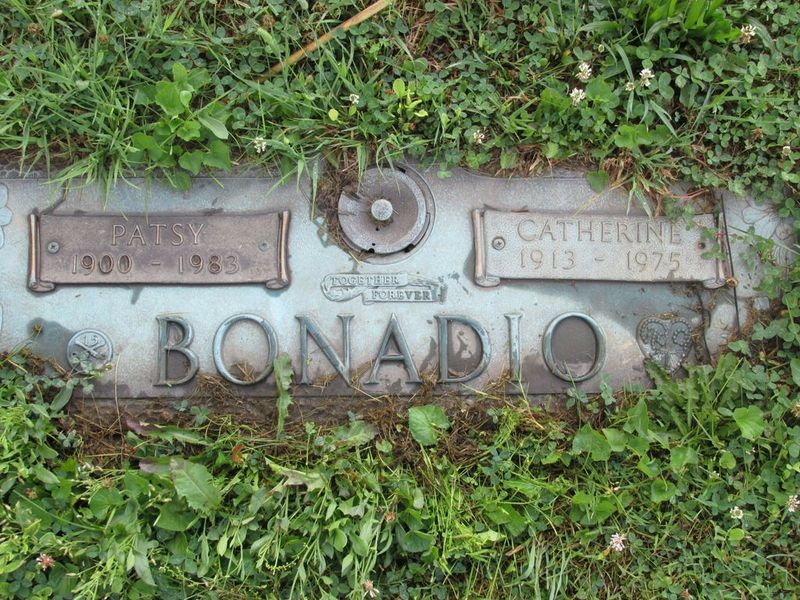 PATSY
1900 - 1983
CATHERINE
1913 - 1975
TOGETHER
FOREVER
BONADIO